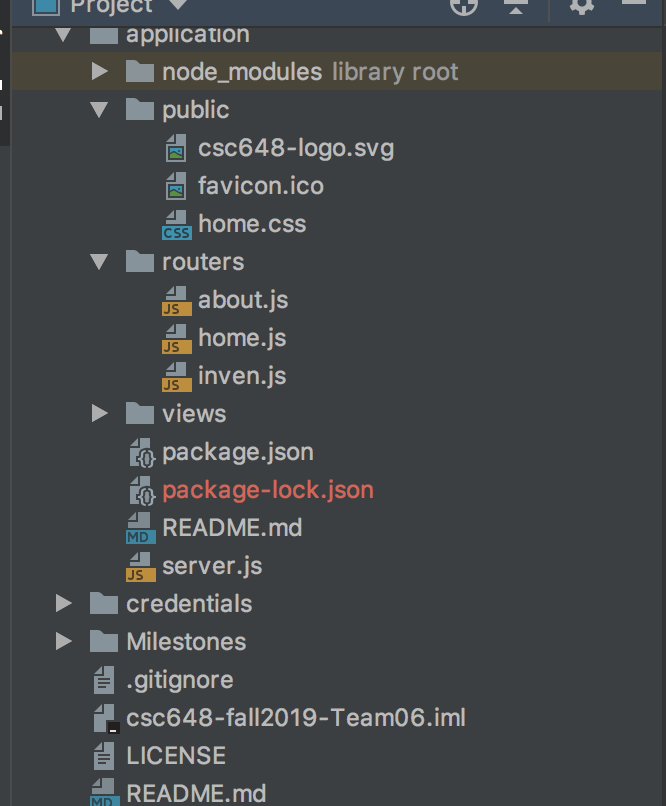 Project
application
node_modules library root
public
csc648-logo.svg
favicon.ico
CSS home.css
routers
JS about.js
JS home.js
JS inven.js
views
package.json
package-lock.json
MD README.md
JS server.js
credentials
Milestones
.gitignore
csc648-fall2019-Team06.iml
LICENSE
MD README.md